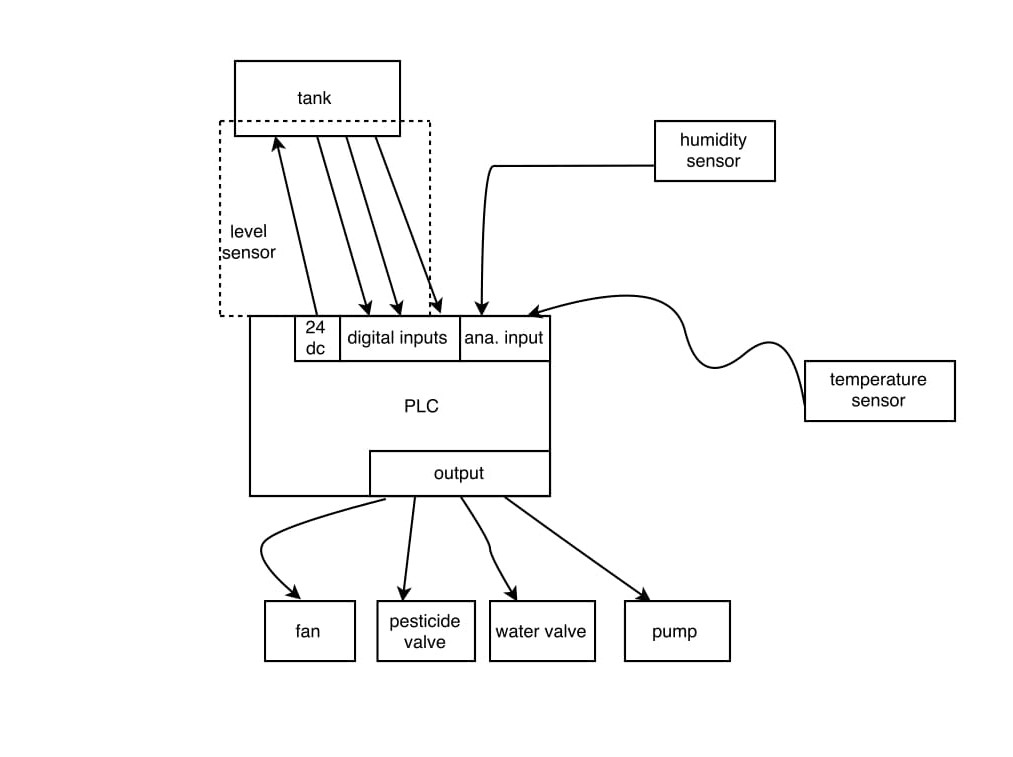 tank
humidity
sensor
level
sensor
24
dc
digital inputs
ana. input
temperature
sensor
PLC
output
fan
pesticide
valve
water valve
pump